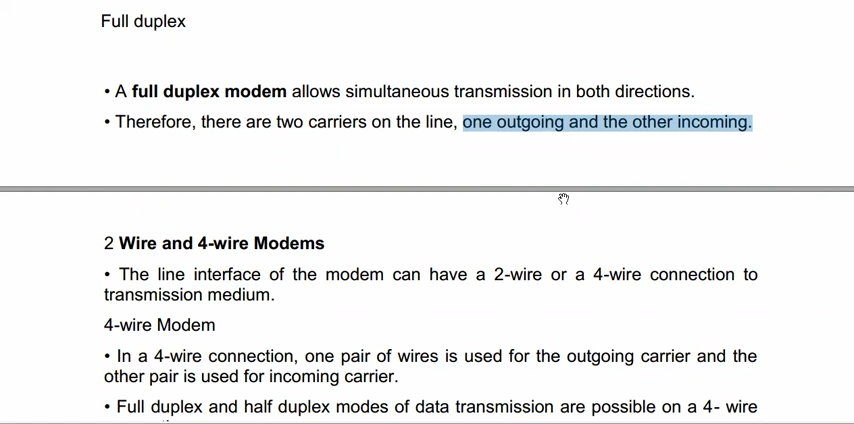 Full duplex
• A full duplex modem allows simultaneous transmission in both directions.
• Therefore, there are two carriers on the line, one outgoing and the other incoming.
2 Wire and 4-wire Modems
• The line interface of the modem can have a 2-wire or a 4-wire connection to
transmission medium.
4-wire Modem
• In a 4-wire connection, one pair of wires is used for the outgoing carrier and the
other pair is used for incoming carrier.
• Full duplex and half duplex modes of data transmission are possible on a 4- wire